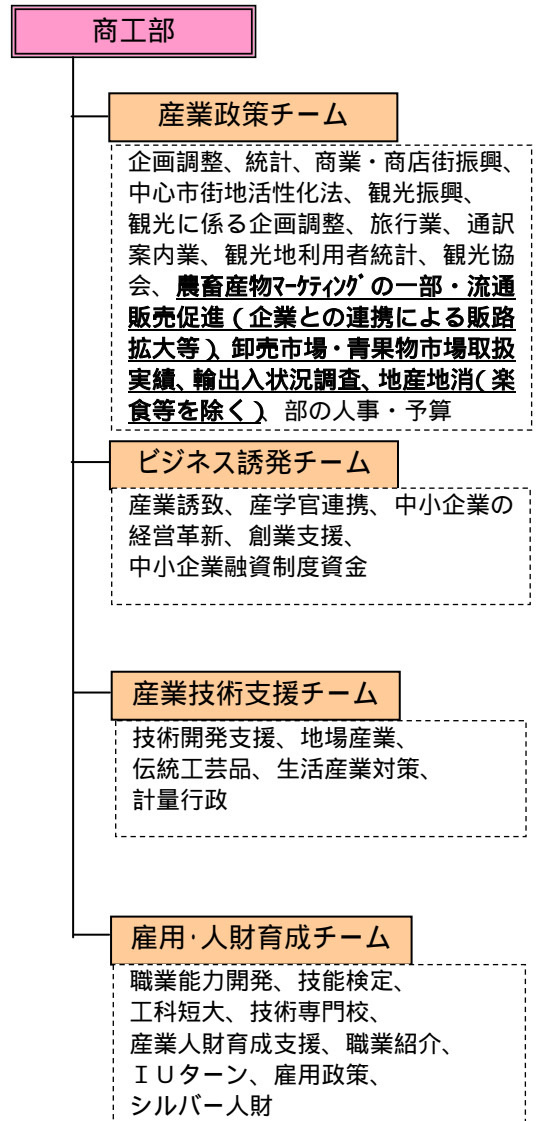 商工部
産業政策チーム
企画調整、統計、商業・商店街振興、
中心市街地活性化法、観光振興、
観光に係る企画調整、旅行業、通訳
案内業、観光地利用者統計、観光協
会、農畜産物ﾏｰｹﾃｨﾝｸﾞの一部・流通
販売促進(企業との連携による販路
拡大等)、卸売市場・青果物市場取扱
実績、輸出入状況調査、地産地消(楽
食等を除く)、部の人事・予算
ビジネス誘発チーム
産業誘致、産学官連携、中小企業の
経営革新、創業支援、
中小企業融資制度資金
産業技術支援チーム
技術開発支援、地場産業、
伝統工芸品、生活産業対策、
計量行政
雇用・人財育成チーム
職業能力開発、技能検定、
工科短大、技術専門校、
産業人財育成支援、職業紹介、
ＩＵターン、雇用政策、
シルバー人財